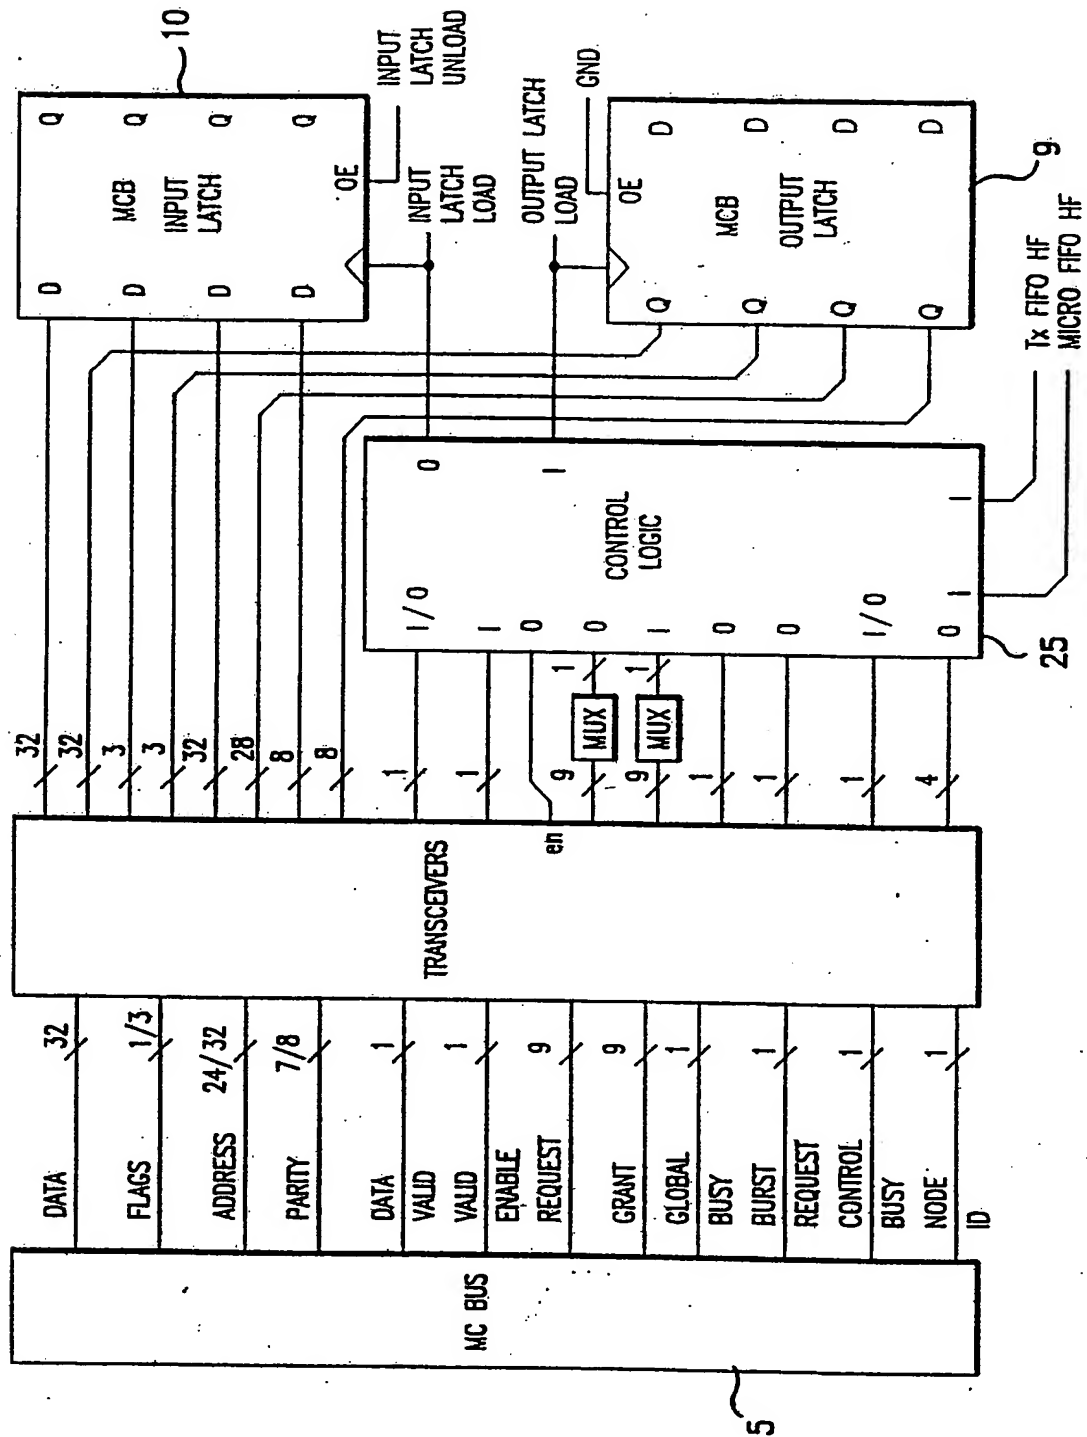 10
INPUT
LATCH
UNLOAD
MCB
INPUT
LATCH
D
D
D
D
Q
Q
Q
Q
OE
INPUT
LATCH
LOAD
OUTPUT LATCH
LOAD
GND
OE
MCB
OUTPUT
LATCH
Q
Q
Q
Q
D
D
D
D
9
Tx FIFO HF
MICRO FIFO HF
CONTROL
LOGIC
O
I
I/O
I
O
O
I
O
O
I/O
O
I
I
25
32
32
3
3
32
28
8
8
1
1
9
MUX
1
9
MUX
1
1
1
1
4
TRANSCEIVERS
en
32
1/3
24/32
7/8
1
1
9
9
1
1
1
1
DATA
FLAGS
ADDRESS
PARITY
DATA
VALID
VALID
ENABLE
REQUEST
GRANT
GLOBAL
BUSY
BURST
REQUEST
CONTROL
BUSY
NODE
ID
MC BUS
5